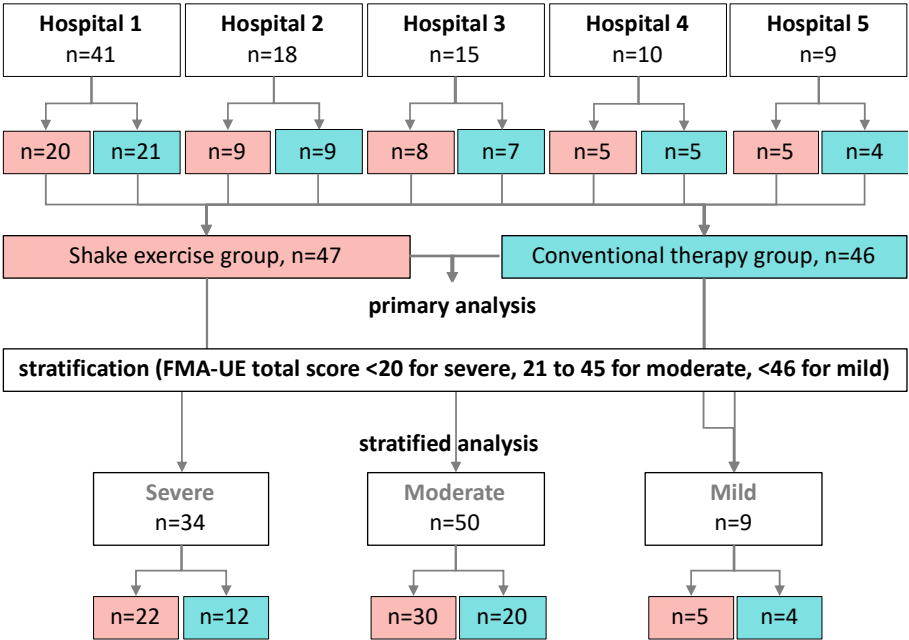 Hospital 1
n=41
Hospital 2
n=18
Hospital 3
n=15
Hospital 4
n=10
Hospital 5
n=9
n=20
n=21
n=9
n=9
n=8
n=7
n=5
n=5
n=5
n=4
Shake exercise group, n=47
Conventional therapy group, n=46
primary analysis
stratification (FMA-UE total score <20 for severe, 21 to 45 for moderate, <46 for mild)
stratified analysis
Severe
n=34
Moderate
n=50
Mild
n=9
n=22
n=12
n=30
n=20
n=5
n=4